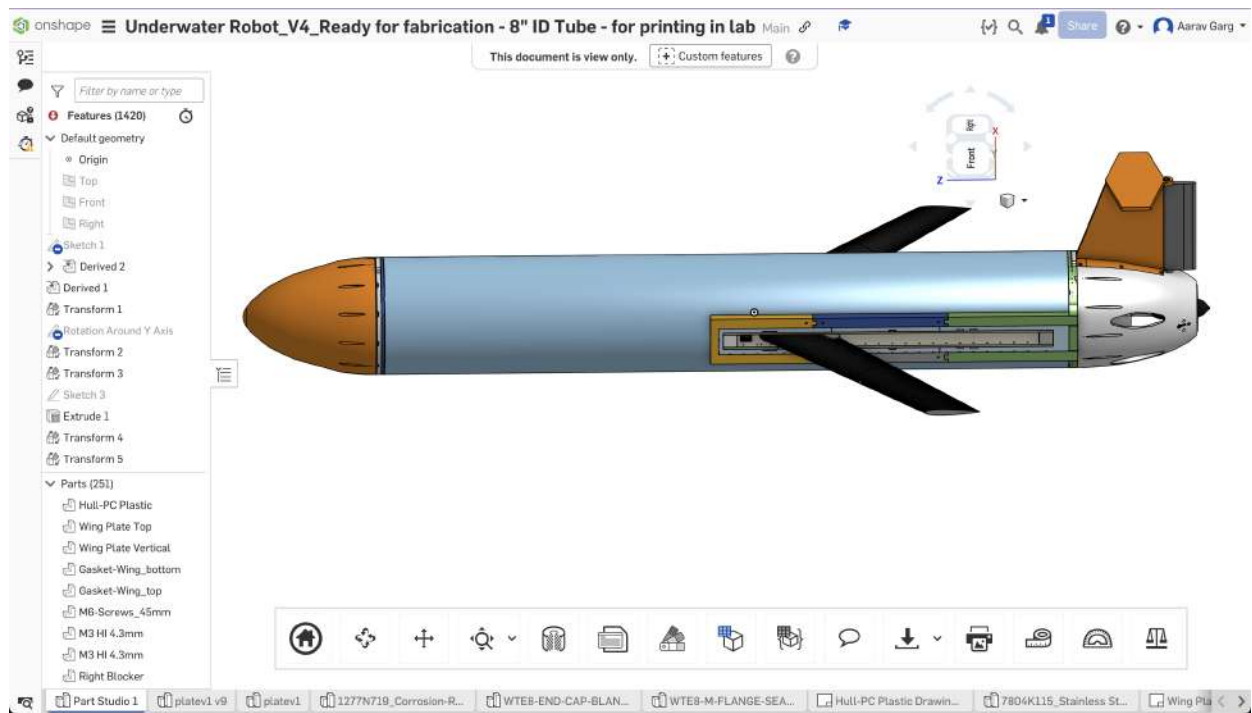 onshape Underwater Robot_V4_Ready for fabrication - 8" ID Tube - for printing in lab Main Share Aarav Garg
1
This document is view only. Custom features
Filter by name or type
Features (1420)
Default geometry
Origin
Top
Front
Right
Sketch 1
Derived 2
Derived 1
Transform 1
Rotation Around Y Axis
Transform 2
Transform 3
Sketch 3
Extrude 1
Transform 4
Transform 5
Parts (251)
Hull-PC Plastic
Wing Plate Top
Wing Plate Vertical
Gasket-Wing_bottom
Gasket-Wing_top
M6-Screws_45mm
M3 HI 4.3mm
M3 HI 4.3mm
Right Blocker
X
Front
Z
Part Studio 1 platev1 v9 platev1 1277N719_Corrosion-R... WTE8-END-CAP-BLAN... WTE8-M-FLANGE-SEA... Hull-PC Plastic Drawin... 7804K115_Stainless St... Wing Pla